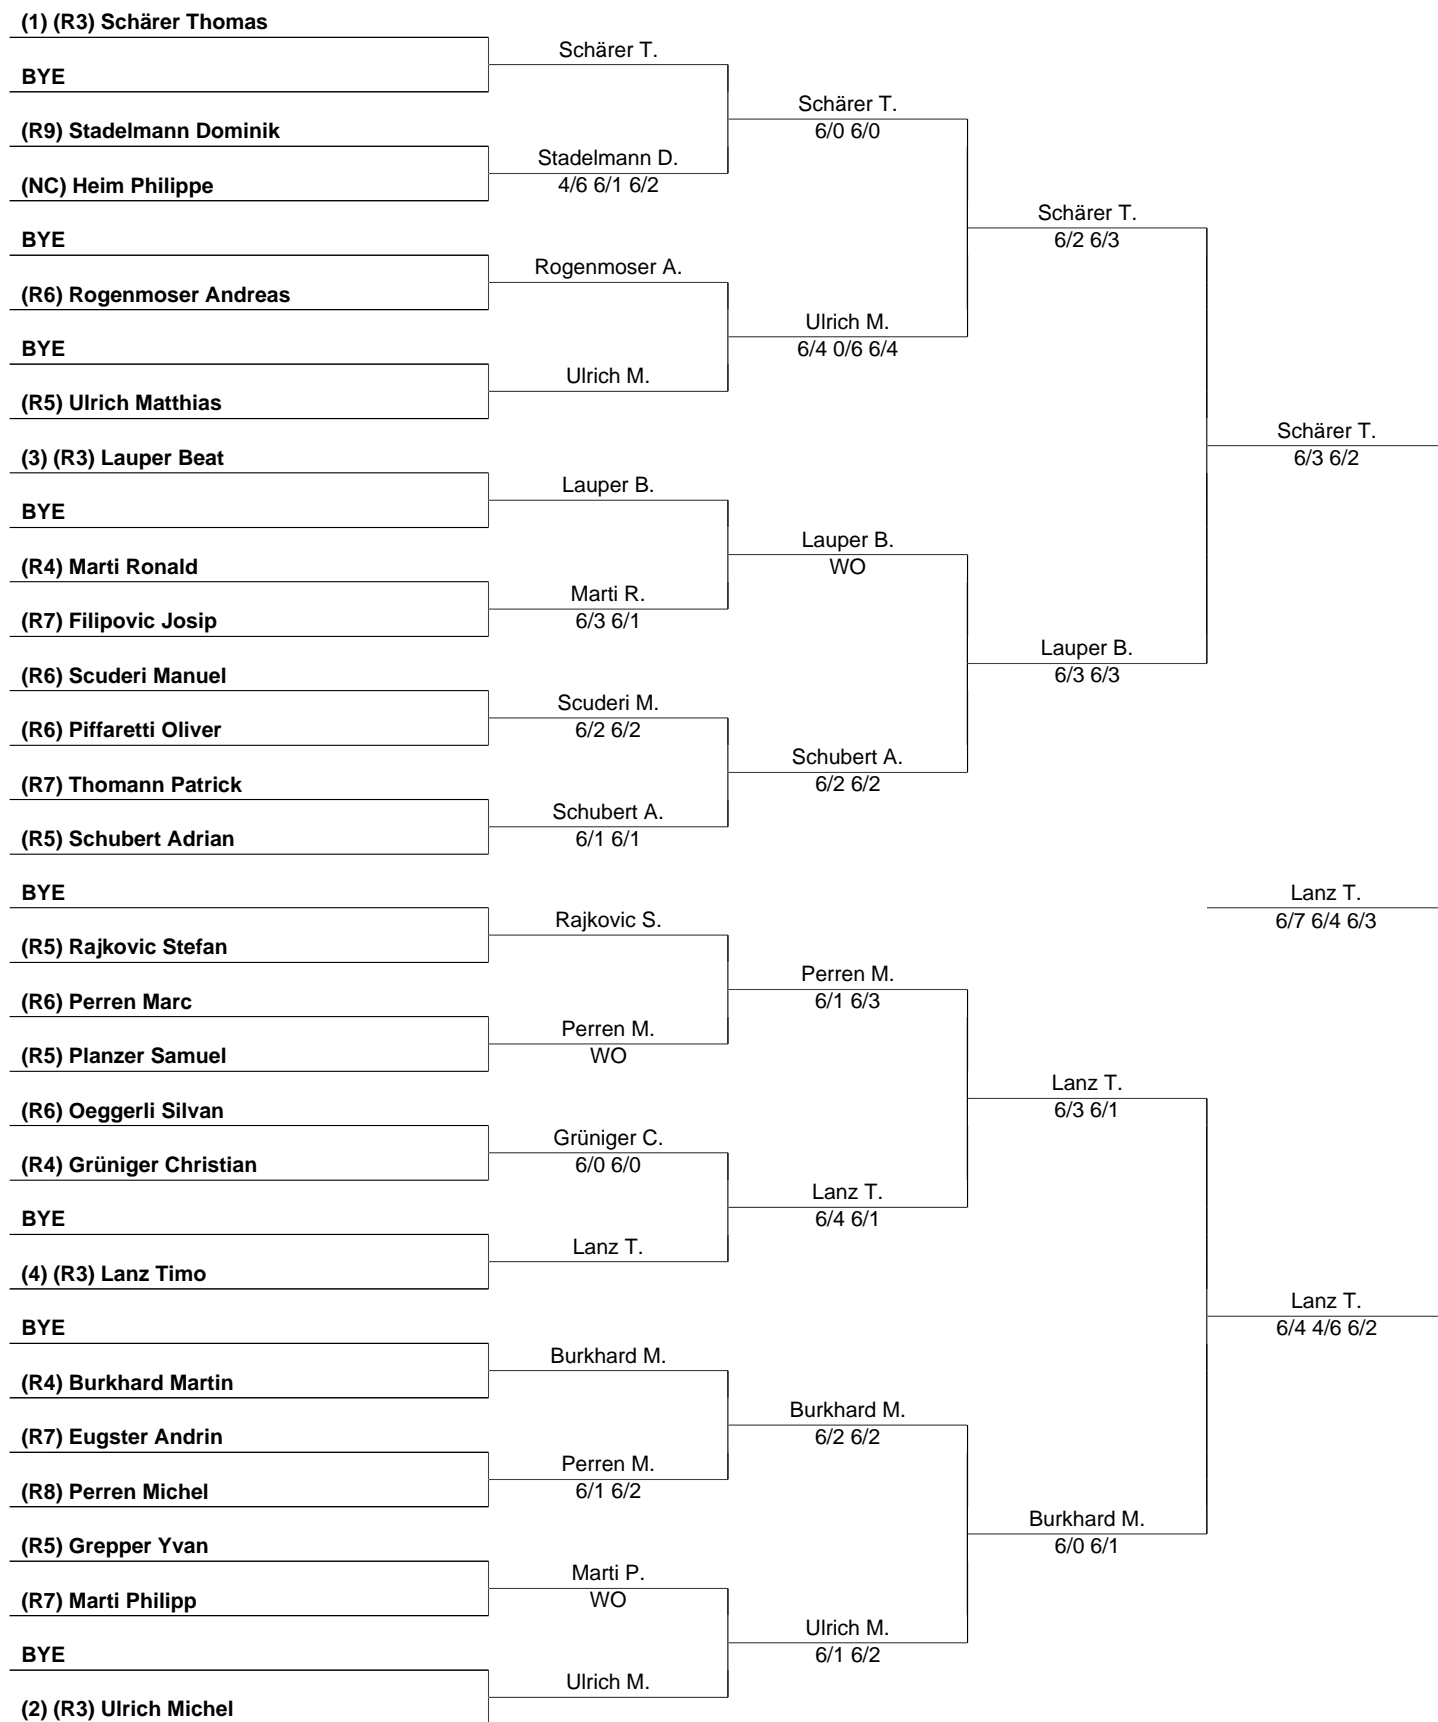 (1) (R3) Schärer Thomas
Schärer T.
BYE
Schärer T.
6/0 6/0
(R9) Stadelmann Dominik
Stadelmann D.
4/6 6/1 6/2
(NC) Heim Philippe
Schärer T.
6/2 6/3
BYE
Rogenmoser A.
(R6) Rogenmoser Andreas
Ulrich M.
6/4 0/6 6/4
BYE
Ulrich M.
(R5) Ulrich Matthias
Schärer T.
6/3 6/2
(3) (R3) Lauper Beat
Lauper B.
BYE
Lauper B.
WO
(R4) Marti Ronald
Marti R.
6/3 6/1
(R7) Filipovic Josip
Lauper B.
6/3 6/3
(R6) Scuderi Manuel
Scuderi M.
6/2 6/2
(R6) Piffaretti Oliver
Schubert A.
6/2 6/2
(R7) Thomann Patrick
Schubert A.
6/1 6/1
(R5) Schubert Adrian
BYE
Lanz T.
6/7 6/4 6/3
Rajkovic S.
(R5) Rajkovic Stefan
Perren M.
6/1 6/3
(R6) Perren Marc
Perren M.
WO
(R5) Planzer Samuel
Lanz T.
6/3 6/1
(R6) Oeggerli Silvan
Grüniger C.
6/0 6/0
(R4) Grüniger Christian
Lanz T.
6/4 6/1
BYE
Lanz T.
(4) (R3) Lanz Timo
Lanz T.
6/4 4/6 6/2
BYE
Burkhard M.
(R4) Burkhard Martin
Burkhard M.
6/2 6/2
(R7) Eugster Andrin
Perren M.
6/1 6/2
(R8) Perren Michel
Burkhard M.
6/0 6/1
(R5) Grepper Yvan
Marti P.
WO
(R7) Marti Philipp
Ulrich M.
6/1 6/2
BYE
Ulrich M.
(2) (R3) Ulrich Michel